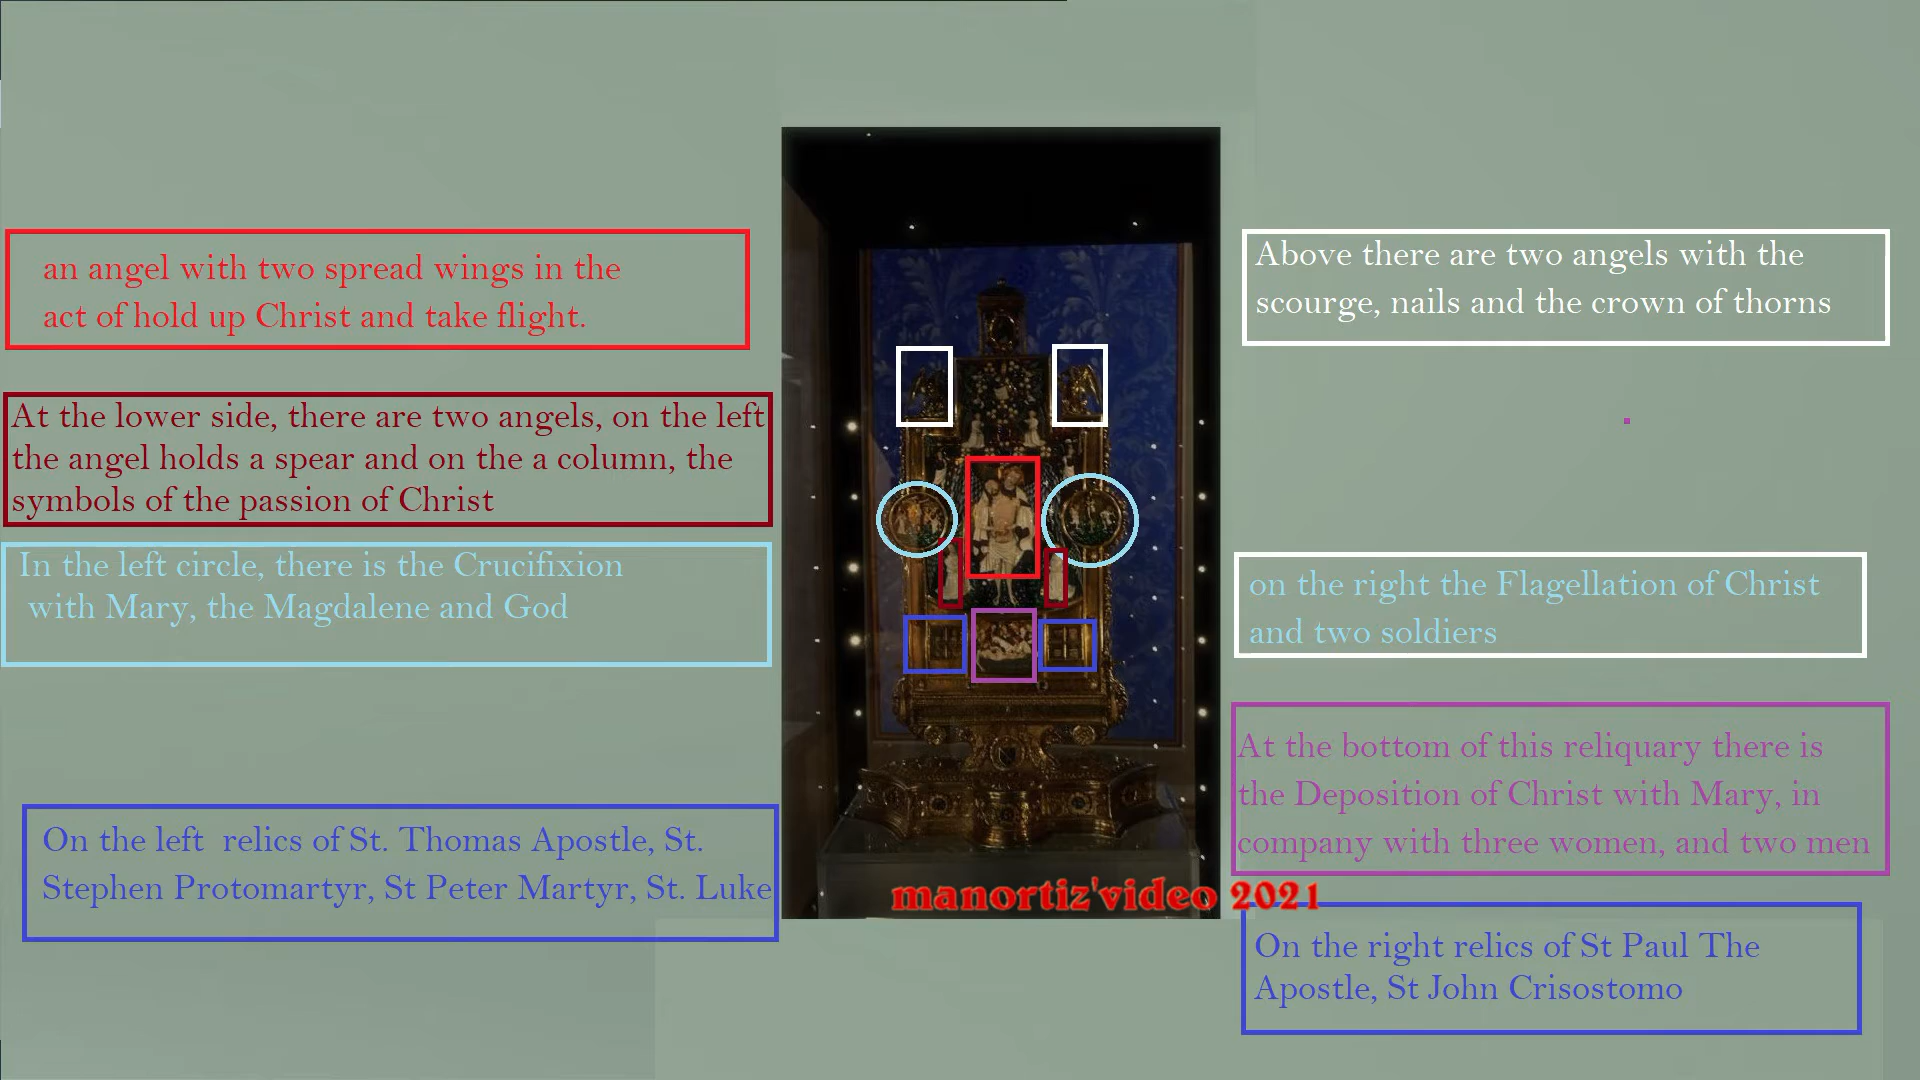 an angel with two spread wings in the
act of hold up Christ and take flight.
At the lower side, there are two angels, on the left
the angel holds a spear and on the a column, the
symbols of the passion of Christ
In the left circle, there is the Crucifixion
with Mary, the Magdalene and God
On the left relics of St. Thomas Apostle, St.
Stephen Protomartyr, St Peter Martyr, St. Luke
Above there are two angels with the
scourge, nails and the crown of thorns
on the right the Flagellation of Christ
and two soldiers
At the bottom of this reliquary there is
the Deposition of Christ with Mary, in
company with three women, and two men
manortiz'video 2021
On the right relics of St Paul The
Apostle, St John Crisostomo